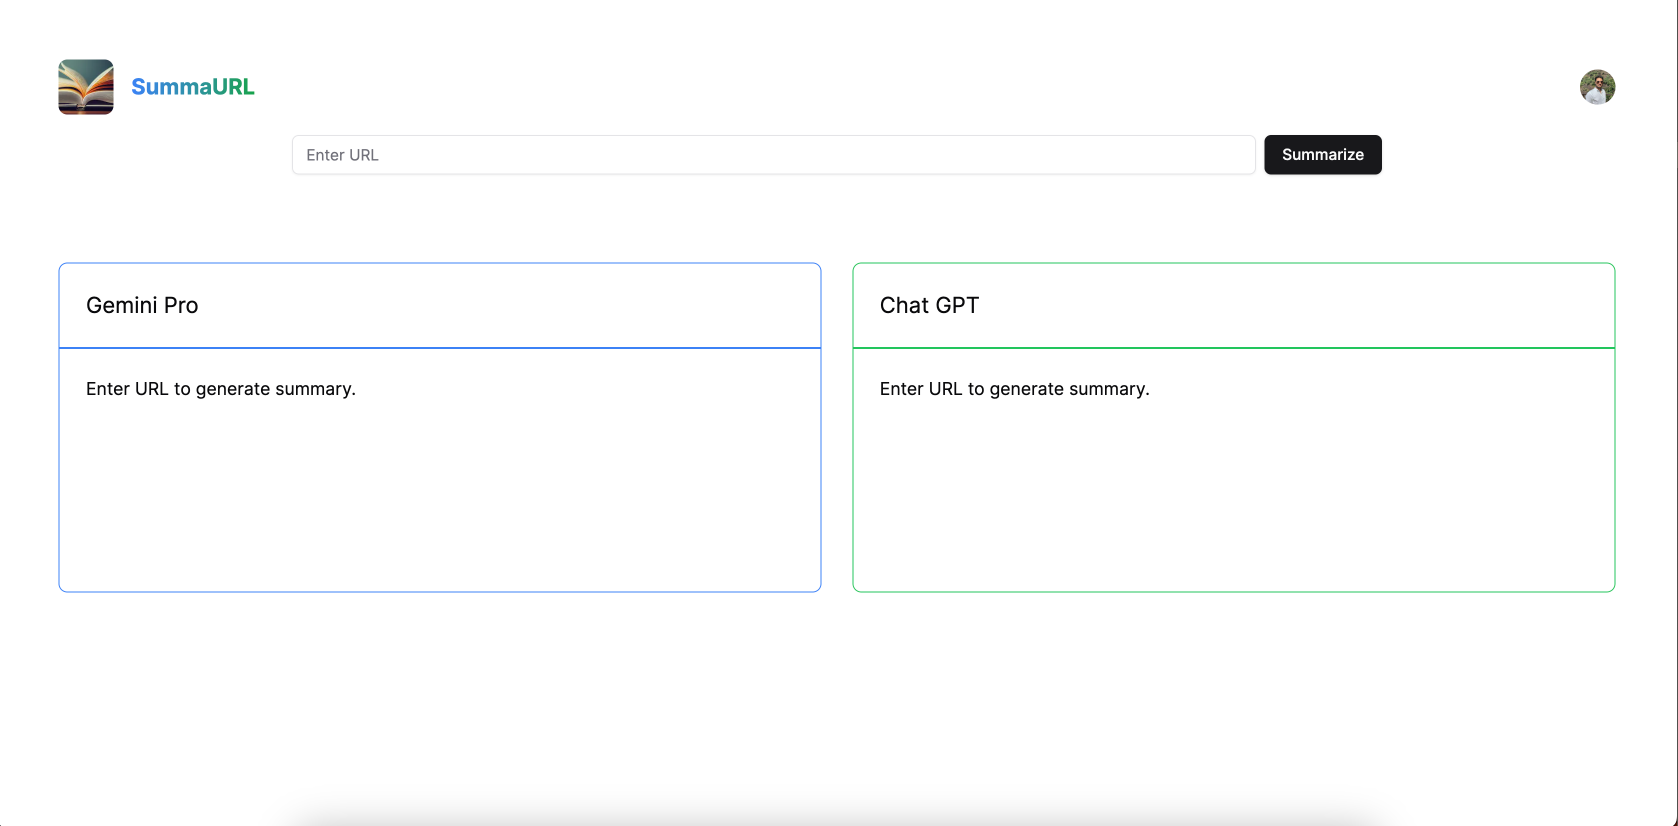 SummaURL
Enter URL
Summarize
Gemini Pro
Enter URL to generate summary.
Chat GPT
Enter URL to generate summary.